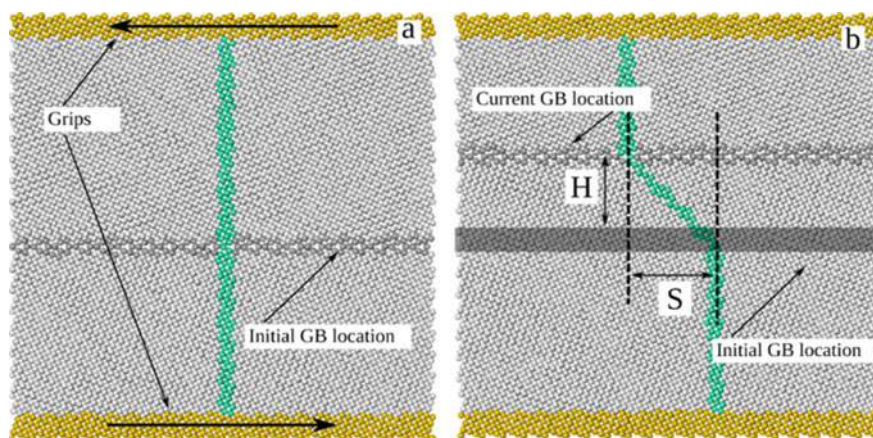 a
Grips
Initial GB location
b
Current GB location
H
S
Initial GB location